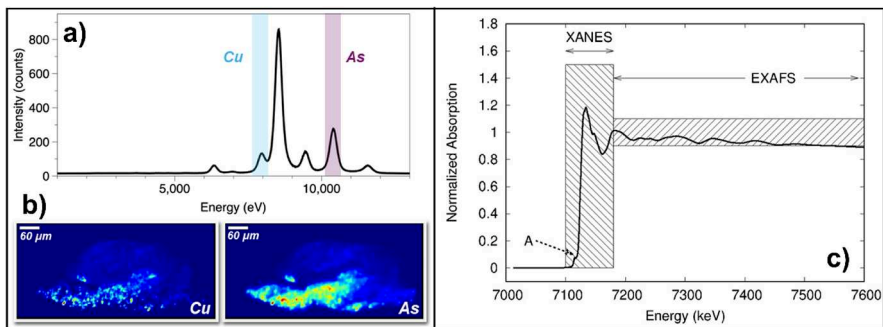 a)
Cu
As
Intensity (counts)
800
600
400
200
0
5,000
10,000
Energy (eV)
b)
60 µm
Cu
60 µm
As
XANES
EXAFS
Normalized Absorption
1.8
1.6
1.4
1.2
1
0.8
0.6
0.4
0.2
0
A
c)
7000
7100
7200
7300
7400
7500
7600
Energy (keV)